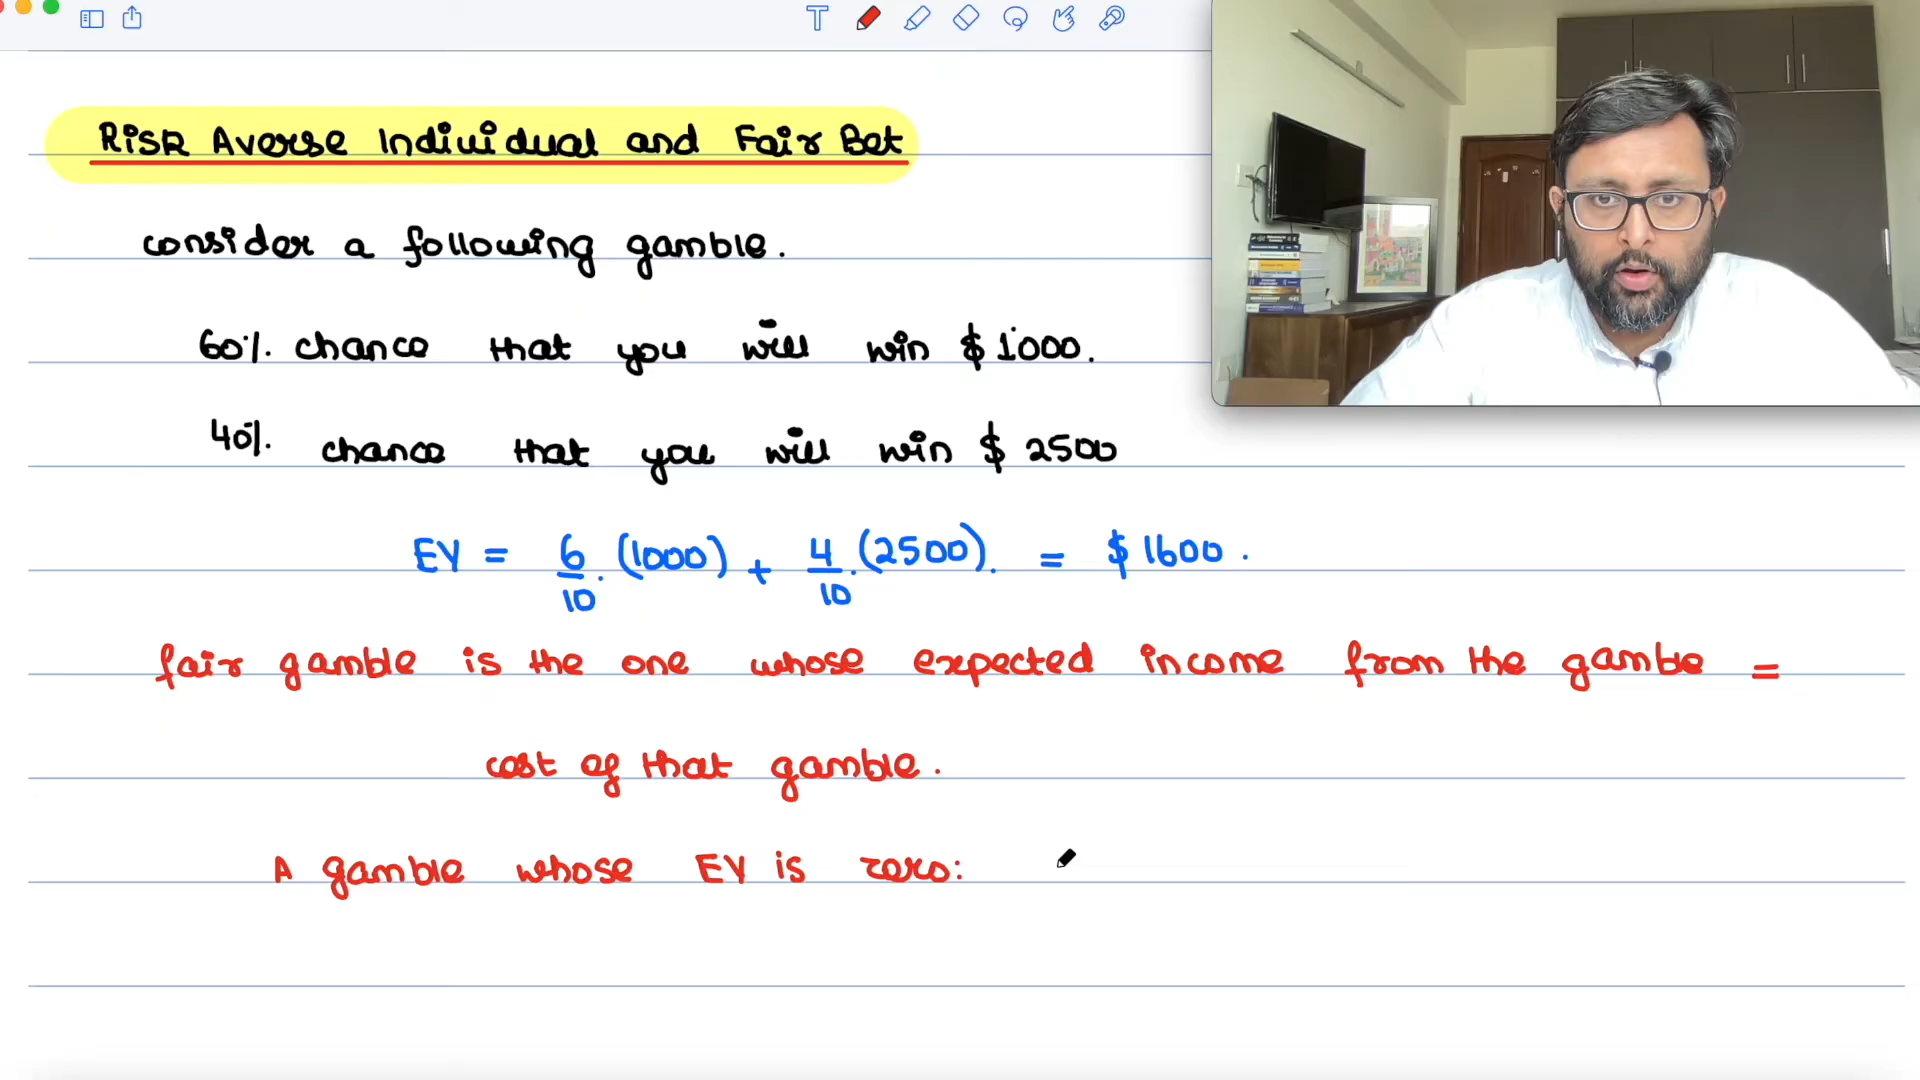 Risk Averse Individual and Fair Bet
consider a following gamble.
60%. chance that you will win $1000.
40%. chance that you will win $ 2500
EV = 6/10 . (1000) + 4/10 . (2500). = $1600.
fair gamble is the one whose expected income from the gamble =
cost of that gamble.
A gamble whose EV is zero: